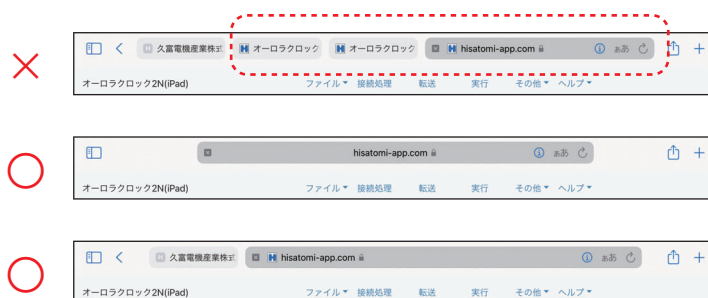 久富電機産業株式 オーロラクロック オーロラクロック hisatomi-app.com ぁあ
オーロラクロック2N(iPad) ファイル 接続処理 転送 実行 その他 ヘルプ
hisatomi-app.com ぁあ
オーロラクロック2N(iPad) ファイル 接続処理 転送 実行 その他 ヘルプ
久富電機産業株式 hisatomi-app.com ぁあ
オーロラクロック2N(iPad) ファイル 接続処理 転送 実行 その他 ヘルプ